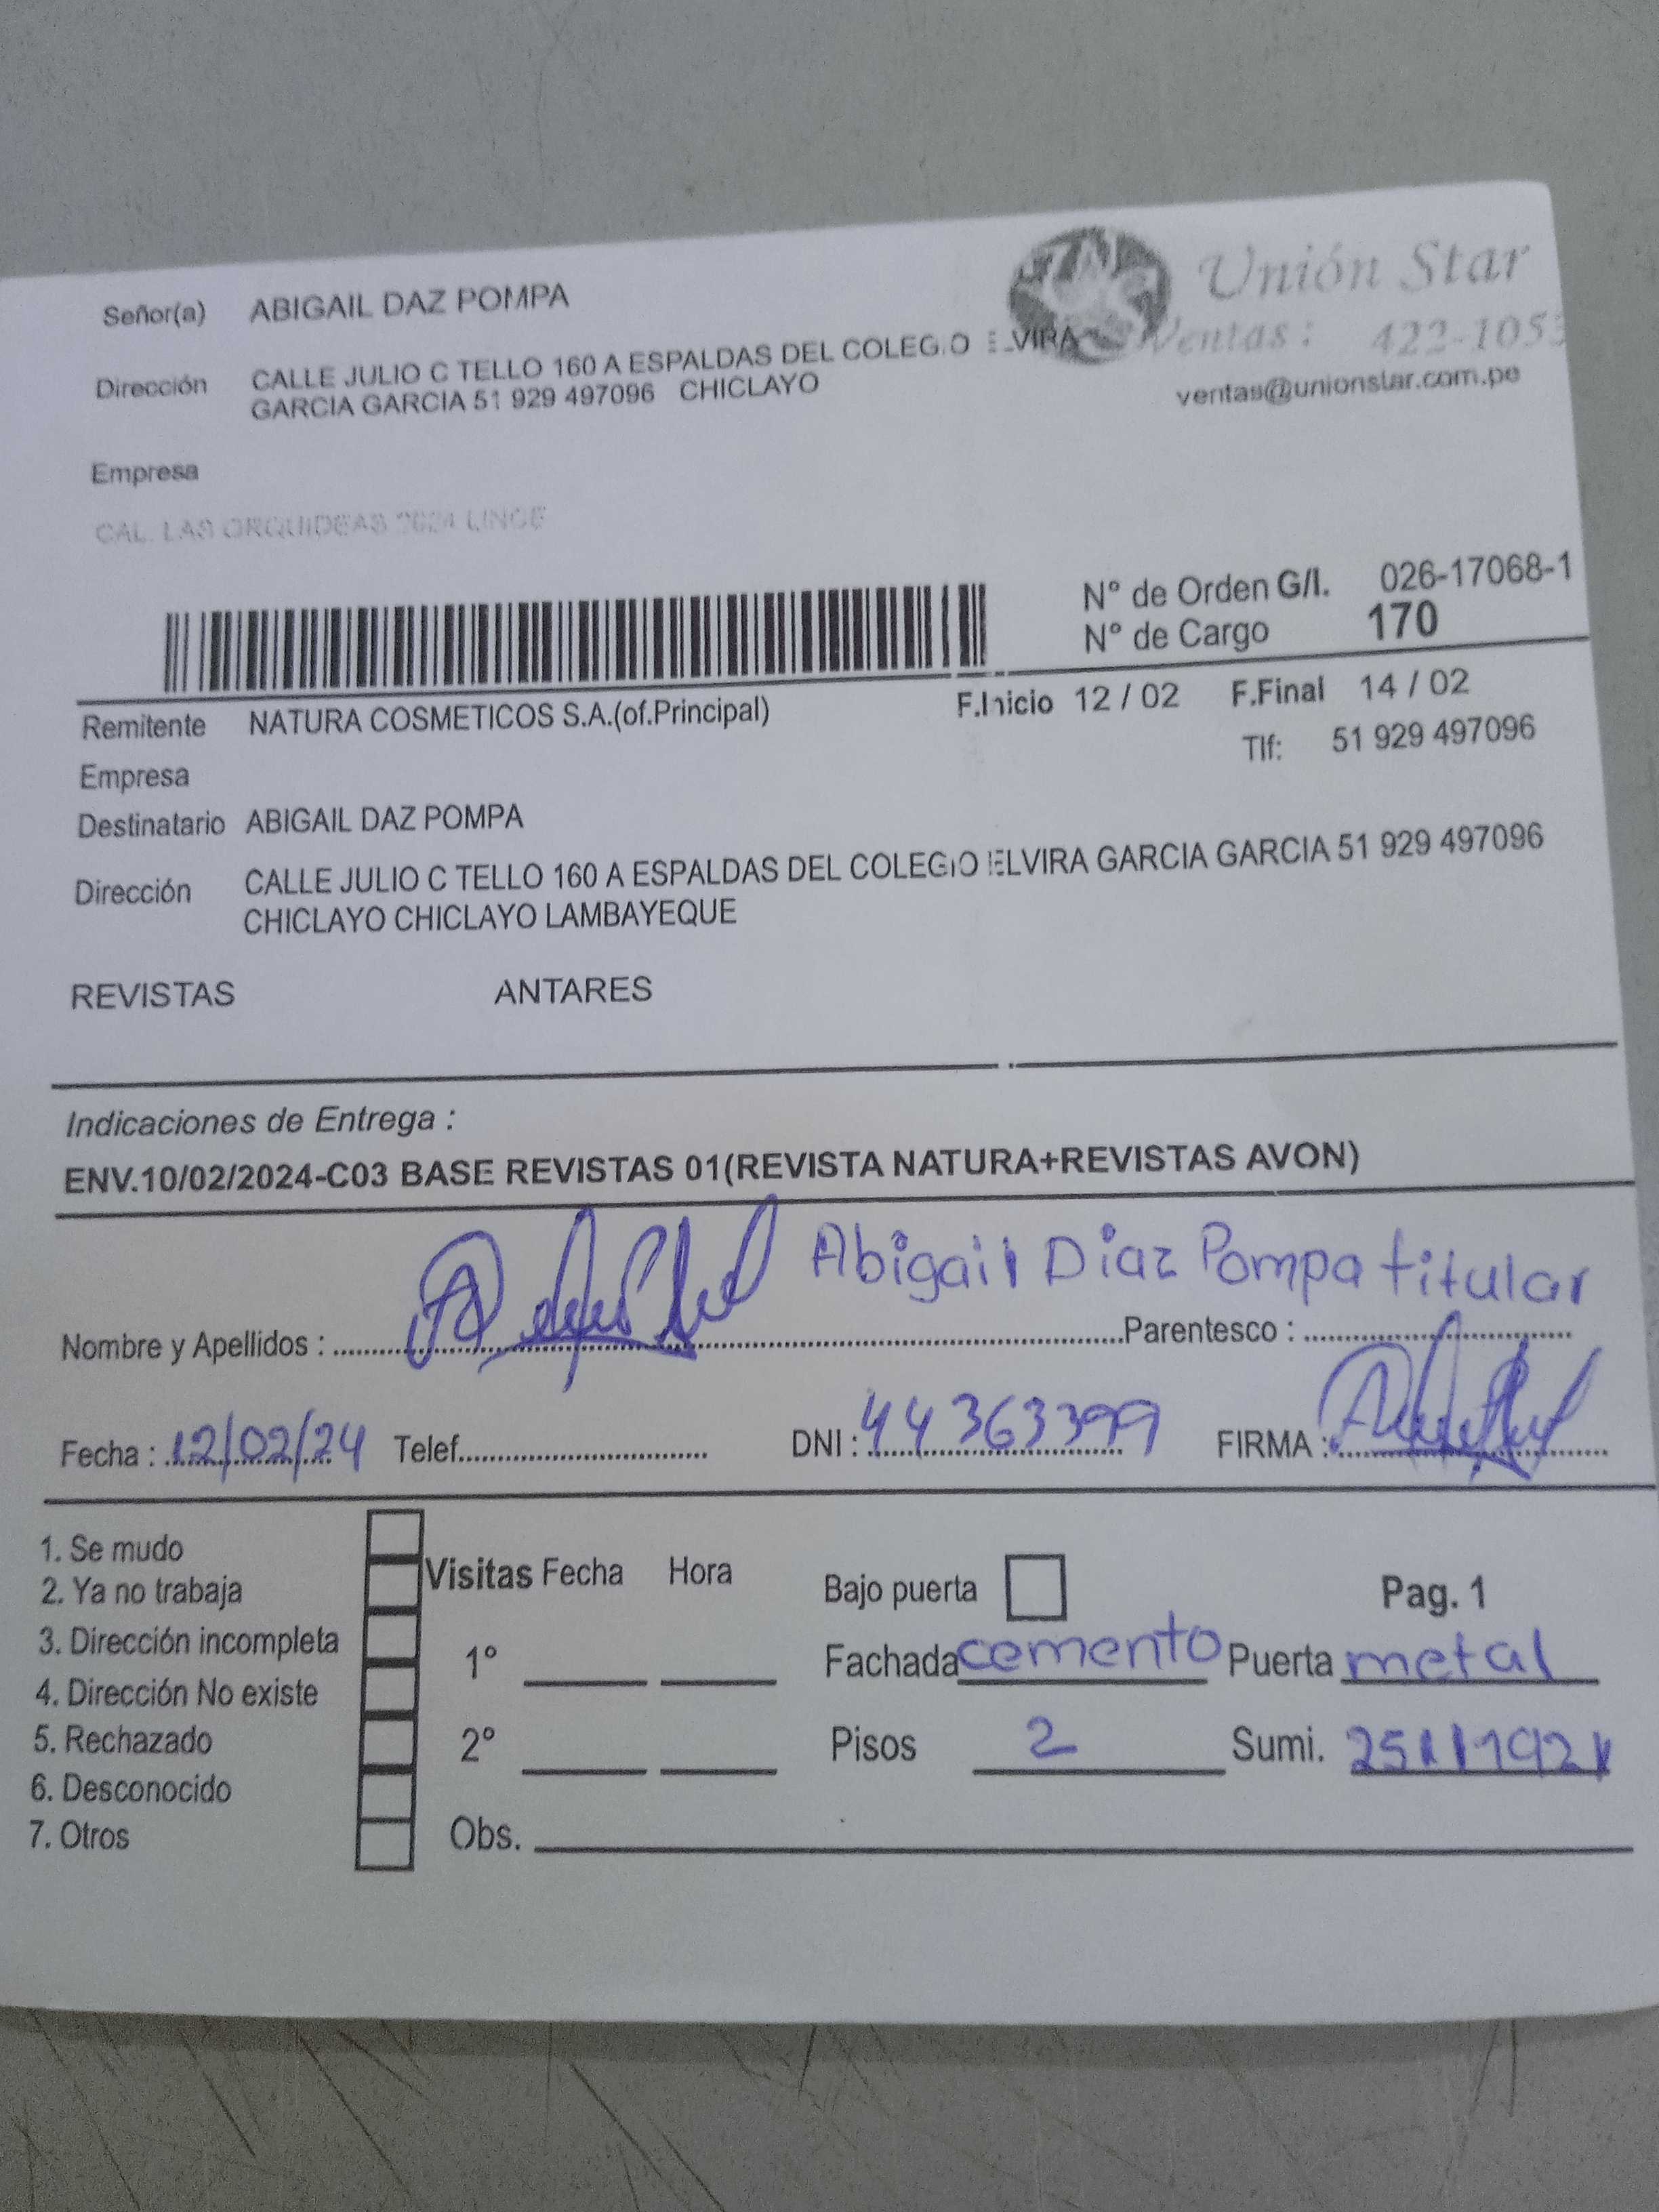 Señor(a) ABIGAIL DAZ POMPA
Unión Star
Ventas: 422-1053
ventas@unionstar.com.pe
Dirección CALLE JULIO C TELLO 160 A ESPALDAS DEL COLEGIO ELVIRA
GARCIA GARCIA 51 929 497096 CHICLAYO
Empresa
CAL. LAS ORQUIDEAS 2624 LINCE
N° de Orden G/I. 026-17068-1
N° de Cargo 170
Remitente NATURA COSMETICOS S.A.(of.Principal) F.Inicio 12 / 02 F.Final 14 / 02
Tlf: 51 929 497096
Empresa
Destinatario ABIGAIL DAZ POMPA
Dirección CALLE JULIO C TELLO 160 A ESPALDAS DEL COLEGIO ELVIRA GARCIA GARCIA 51 929 497096
CHICLAYO CHICLAYO LAMBAYEQUE
REVISTAS ANTARES
Indicaciones de Entrega :
ENV.10/02/2024-C03 BASE REVISTAS 01(REVISTA NATURA+REVISTAS AVON)
Abigail Diaz Pompa titular
Nombre y Apellidos : Parentesco :
Fecha : 12/02/24 Telef. DNI : 44363399 FIRMA :
1. Se mudo
2. Ya no trabaja
3. Dirección incompleta
4. Dirección No existe
5. Rechazado
6. Desconocido
7. Otros
Visitas Fecha Hora
1°
2°
Obs.
Bajo puerta Pag. 1
Fachada cemento Puerta metal
Pisos 2 Sumi.